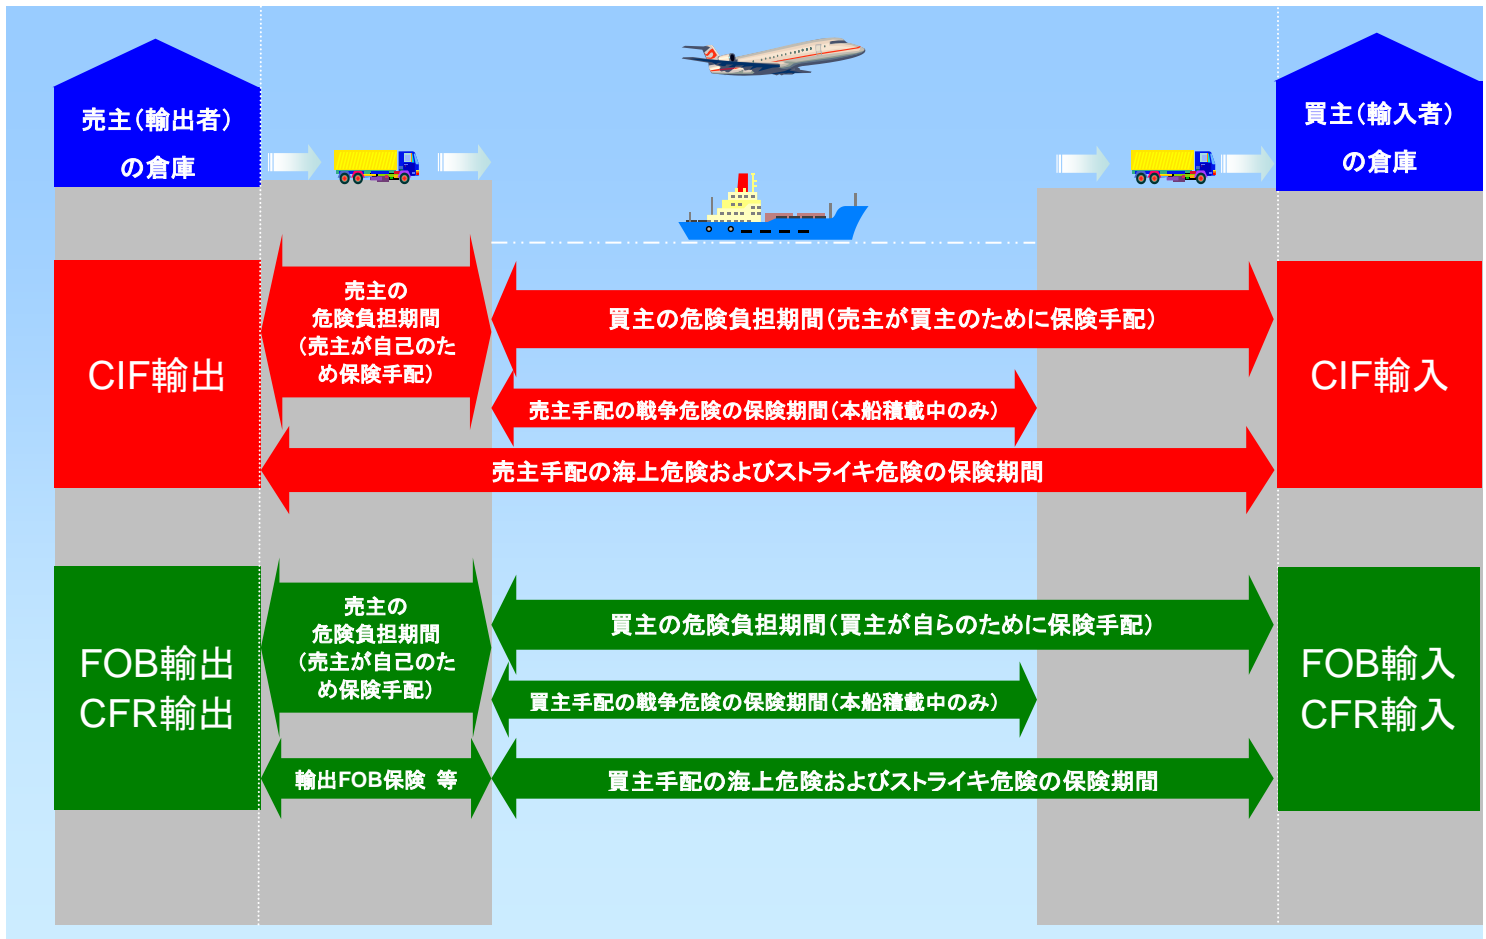 売主（輸出者）
の倉庫
買主（輸入者）
の倉庫
CIF輸出
売主の
危険負担期間
（売主が自己のた
め保険手配）
買主の危険負担期間（売主が買主のために保険手配）
売主手配の戦争危険の保険期間（本船積載中のみ）
売主手配の海上危険およびストライキ危険の保険期間
CIF輸入
FOB輸出
CFR輸出
売主の
危険負担期間
（売主が自己のた
め保険手配）
買主の危険負担期間（買主が自らのために保険手配）
買主手配の戦争危険の保険期間（本船積載中のみ）
輸出FOB保険 等
買主手配の海上危険およびストライキ危険の保険期間
FOB輸入
CFR輸入